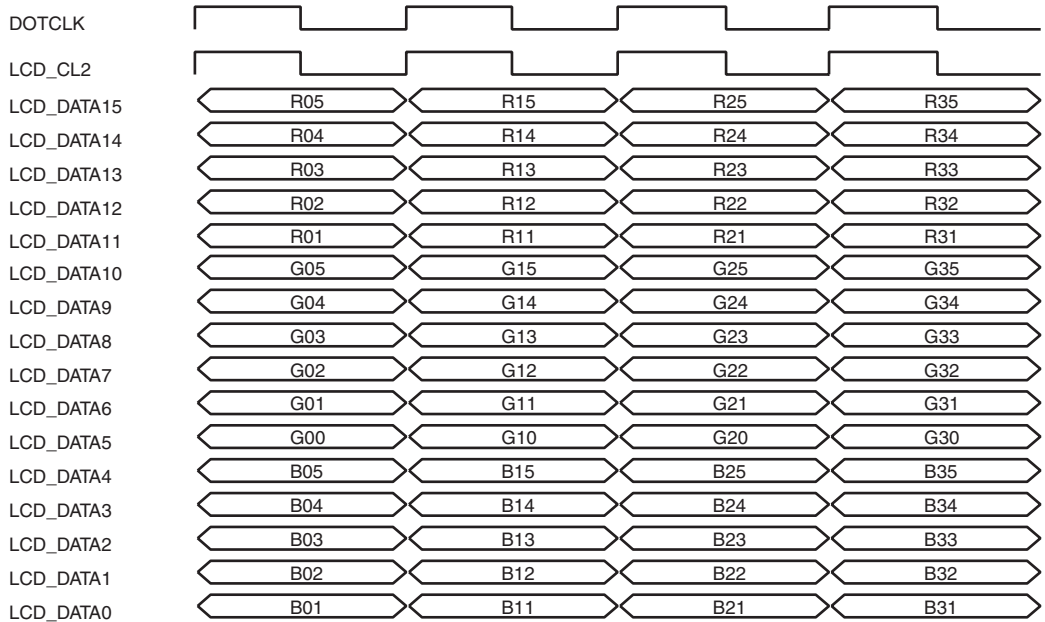 DOTCLK
LCD_CL2
LCD_DATA15 R05 R15 R25 R35
LCD_DATA14 R04 R14 R24 R34
LCD_DATA13 R03 R13 R23 R33
LCD_DATA12 R02 R12 R22 R32
LCD_DATA11 R01 R11 R21 R31
LCD_DATA10 G05 G15 G25 G35
LCD_DATA9 G04 G14 G24 G34
LCD_DATA8 G03 G13 G23 G33
LCD_DATA7 G02 G12 G22 G32
LCD_DATA6 G01 G11 G21 G31
LCD_DATA5 G00 G10 G20 G30
LCD_DATA4 B05 B15 B25 B35
LCD_DATA3 B04 B14 B24 B34
LCD_DATA2 B03 B13 B23 B33
LCD_DATA1 B02 B12 B22 B32
LCD_DATA0 B01 B11 B21 B31